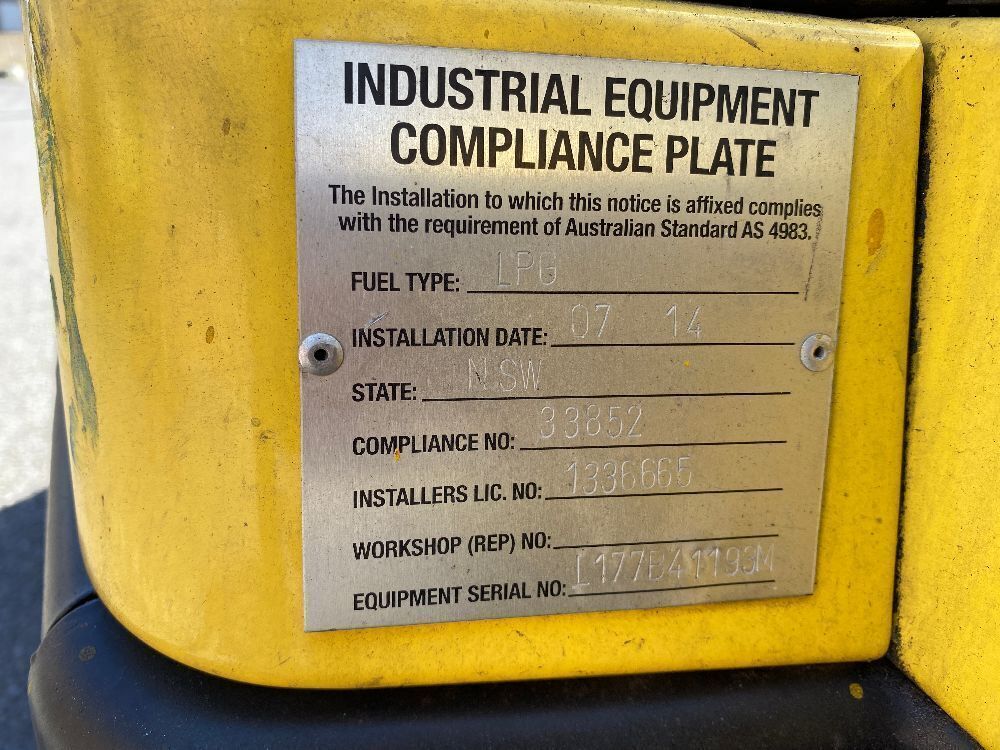 INDUSTRIAL EQUIPMENT
COMPLIANCE PLATE
The Installation to which this notice is affixed complies
with the requirement of Australian Standard AS 4983.
FUEL TYPE: LPG
INSTALLATION DATE: 07 14
STATE: NSW
COMPLIANCE NO: 33852
INSTALLERS LIC. NO: 1336665
WORKSHOP (REP) NO:
EQUIPMENT SERIAL NO: I177B41193M